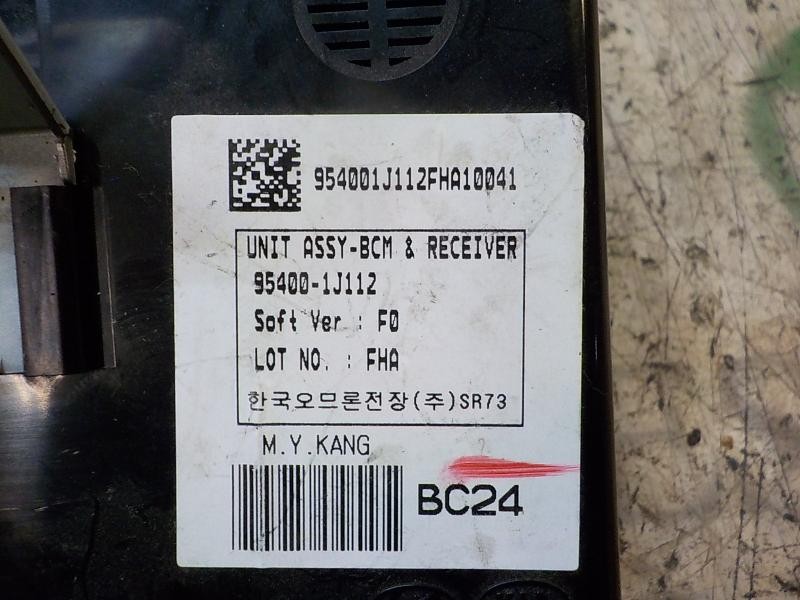 954001J112FHA10041
UNIT ASSY-BCM & RECEIVER
95400-1J112
Soft Ver : F0
LOT NO. : FHA
한국오므론전장(주)SR73
M.Y.KANG
BC24